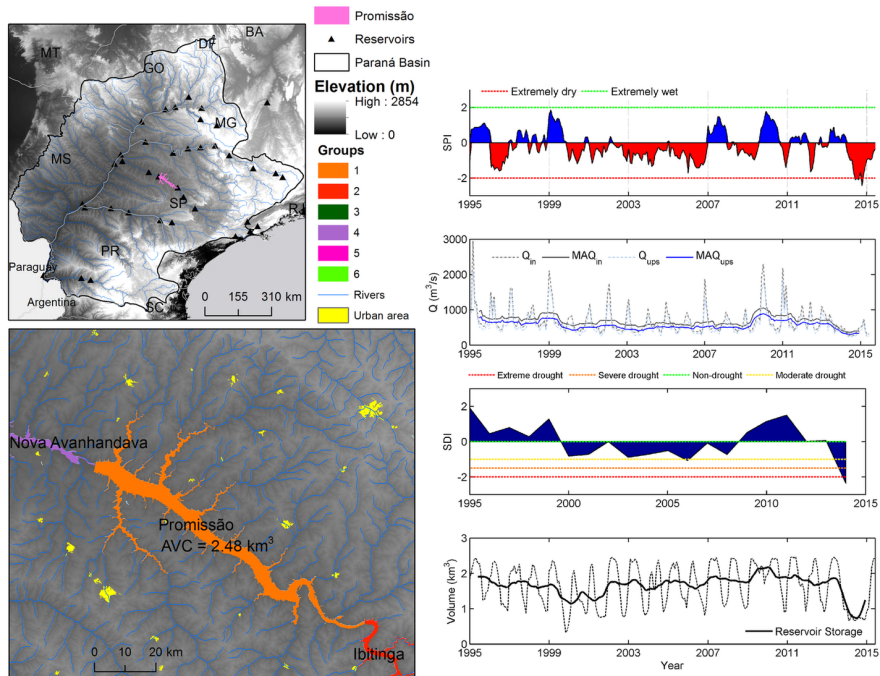 MT
DF
BA
GO
MG
MS
SP
PR
SC
Paraguay
Argentina
0 155 310 km
Promissão
Reservoirs
Paraná Basin
Elevation (m)
High : 2854
Low : 0
Groups
1
2
3
4
5
6
Rivers
Urban area
Nova Avanhandava
Promissão
AVC = 2.48 km³
Ibitinga
0 10 20 km
Extremely dry Extremely wet
SPI
2
0
-2
1995 1999 2003 2007 2011 2015
Q (m³/s)
3000
2000
1000
0
Q_in MAQ_in Q_ups MAQ_ups
1995 1999 2003 2007 2011 2015
Extreme drought Severe drought Non-drought Moderate drought
SDI
2
0
-2
1995 2000 2005 2010 2015
Volume (km³)
3
2
1
0
Reservoir Storage
1995 1999 2003 2007 2011 2015
Year